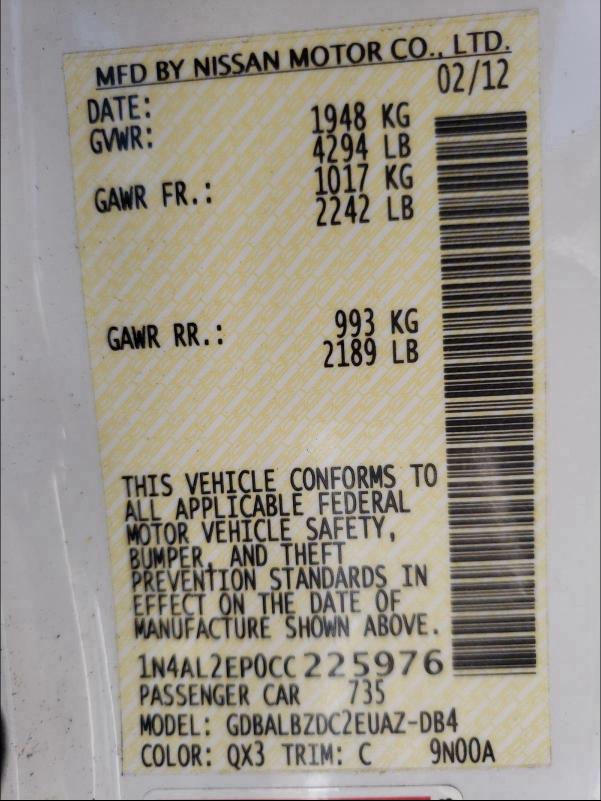 MFD BY NISSAN MOTOR CO., LTD.
DATE: 02/12
GVWR: 1948 KG
4294 LB
GAWR FR.: 1017 KG
2242 LB
GAWR RR.: 993 KG
2189 LB
THIS VEHICLE CONFORMS TO
ALL APPLICABLE FEDERAL
MOTOR VEHICLE SAFETY,
BUMPER, AND THEFT
PREVENTION STANDARDS IN
EFFECT ON THE DATE OF
MANUFACTURE SHOWN ABOVE.
1N4AL2EP0CC225976
PASSENGER CAR 735
MODEL: GDBALBZDC2EUAZ-DB4
COLOR: QX3 TRIM: C 9N00A